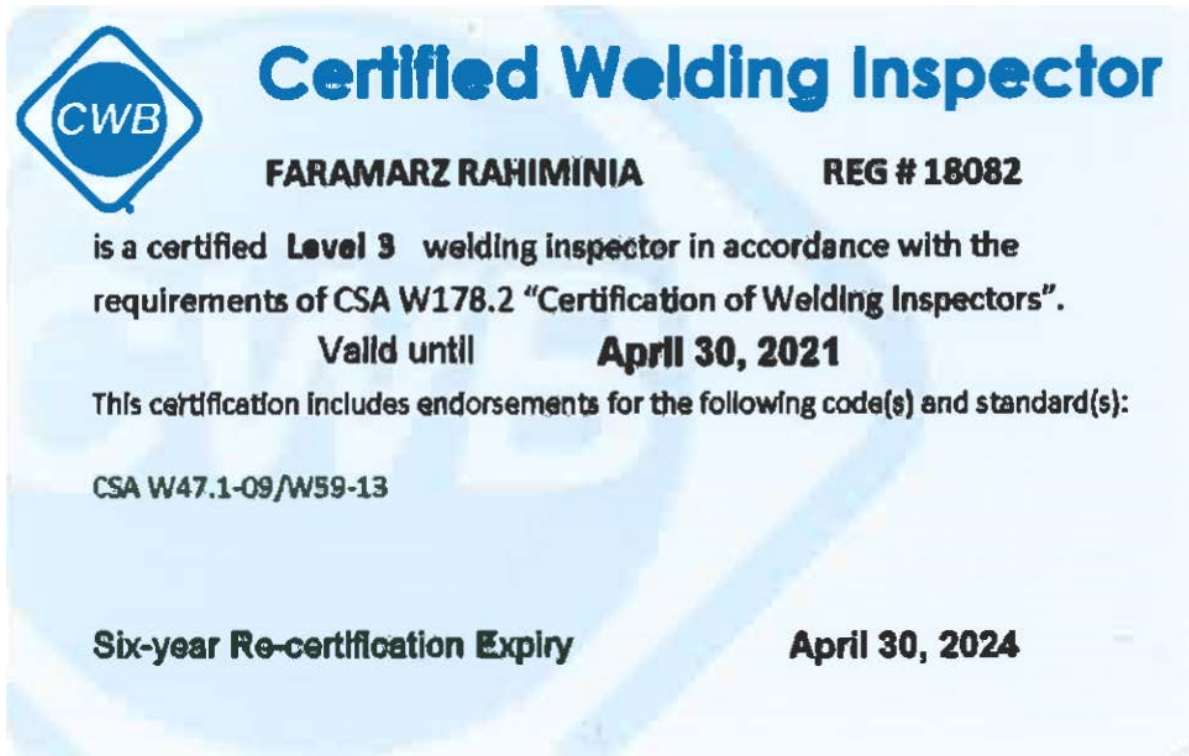 Certified Welding Inspector
CWB
FARAMARZ RAHIMINIA REG # 18082
is a certified Level 3 welding inspector in accordance with the
requirements of CSA W178.2 “Certification of Welding Inspectors”.
Valid until April 30, 2021
This certification includes endorsements for the following code(s) and standard(s):
CSA W47.1-09/W59-13
Six-year Re-certification Expiry April 30, 2024